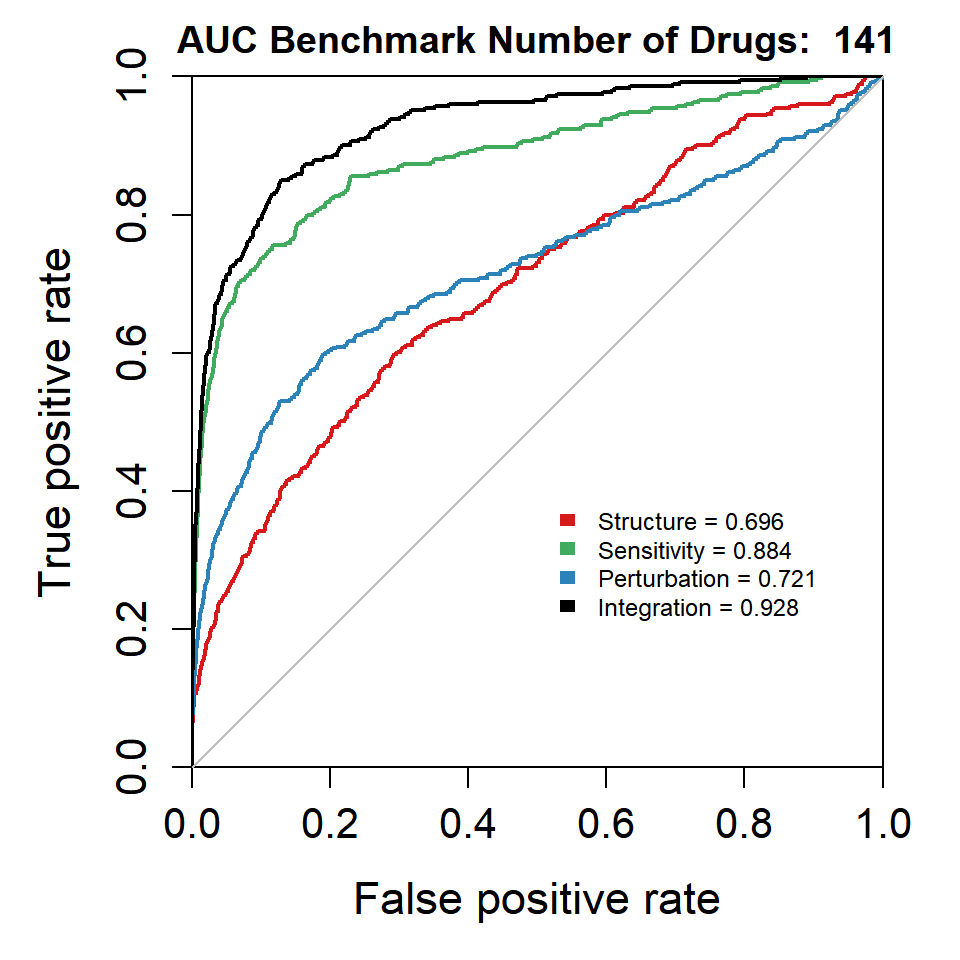 AUC Benchmark Number of Drugs:  141
True positive rate
1.0
0.8
0.6
0.4
0.2
0.0
Structure = 0.696
Sensitivity = 0.884
Perturbation = 0.721
Integration = 0.928
0.0 0.2 0.4 0.6 0.8 1.0
False positive rate